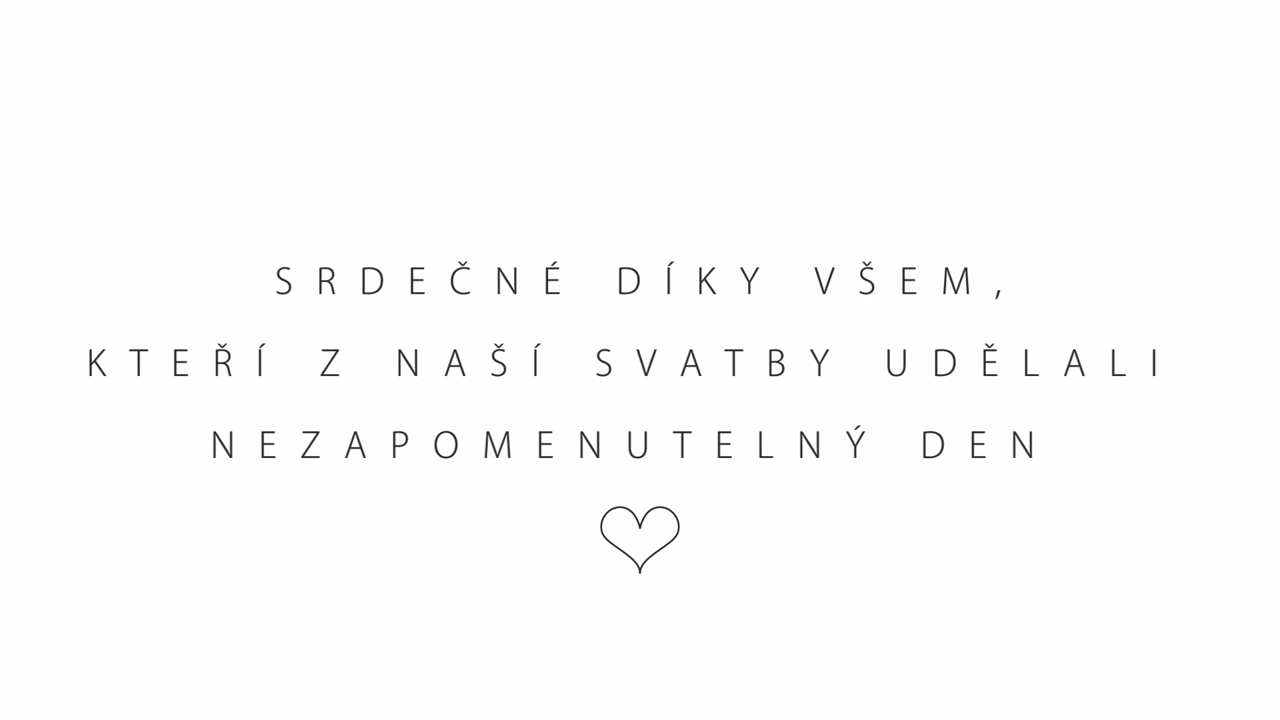 SRDEČNÉ DÍKY VŠEM,
KTEŘÍ Z NAŠÍ SVATBY UDĚLALI
NEZAPOMENUTELNÝ DEN